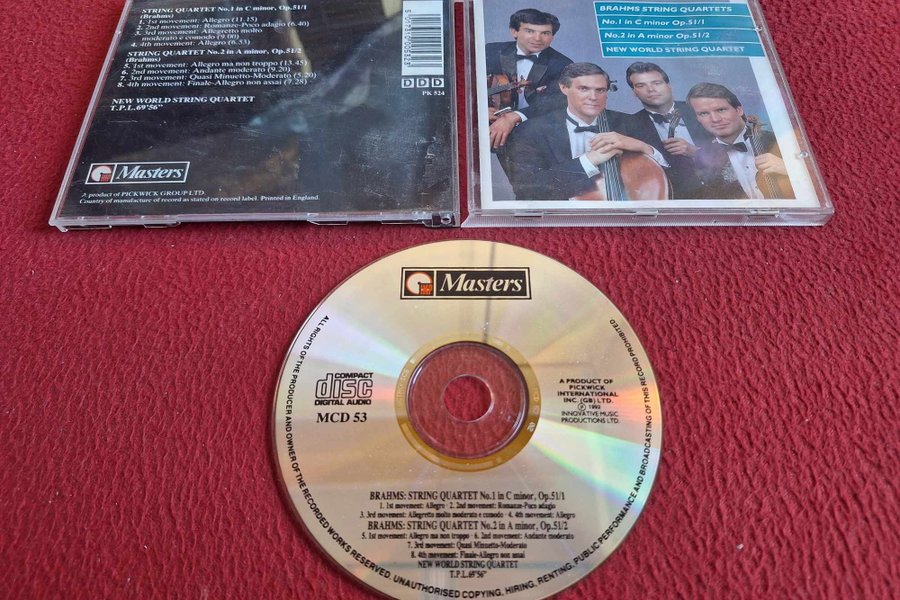 STRING QUARTET No.1 in C minor, Op.51/1
(Brahms)
1. 1st movement: Allegro (11.15)
2. 2nd movement: Romanze-Poco adagio (6.40)
3. 3rd movement: Allegretto molto
moderato e comodo (9.00)
4. 4th movement: Allegro (6.53)
STRING QUARTET No.2 in A minor, Op.51/2
(Brahms)
5. 1st movement: Allegro ma non troppo (13.45)
6. 2nd movement: Andante moderato (9.20)
7. 3rd movement: Quasi Minuetto-Moderato (5.20)
8. 4th movement: Finale-Allegro non assai (7.28)
NEW WORLD STRING QUARTET
T.P.L.69'56"
DDD
PK 524
Masters
A product of PICKWICK GROUP LTD.
Country of manufacture of record as stated on record label. Printed in England.
BRAHMS STRING QUARTETS
No.1 in C minor Op.51/1
No.2 in A minor Op.51/2
NEW WORLD STRING QUARTET
Masters
ALL RIGHTS OF THE PRODUCER AND OWNER OF THE RECORDED WORKS RESERVED. UNAUTHORISED COPYING, HIRING, RENTING, PUBLIC PERFORMANCE AND BROADCASTING OF THIS RECORD PROHIBITED
COMPACT
disc
DIGITAL AUDIO
MCD 53
A PRODUCT OF
PICKWICK
INTERNATIONAL
INC. (GB) LTD.
℗ 1992
INNOVATIVE MUSIC
PRODUCTIONS LTD.
BRAHMS: STRING QUARTET No.1 in C minor, Op.51/1
1. 1st movement: Allegro · 2. 2nd movement: Romanze-Poco adagio
3. 3rd movement: Allegretto molto moderato e comodo · 4. 4th movement: Allegro
BRAHMS: STRING QUARTET No.2 in A minor, Op.51/2
5. 1st movement: Allegro ma non troppo · 6. 2nd movement: Andante moderato
7. 3rd movement: Quasi Minuetto-Moderato
8. 4th movement: Finale-Allegro non assai
NEW WORLD STRING QUARTET
T.P.L.69'56"